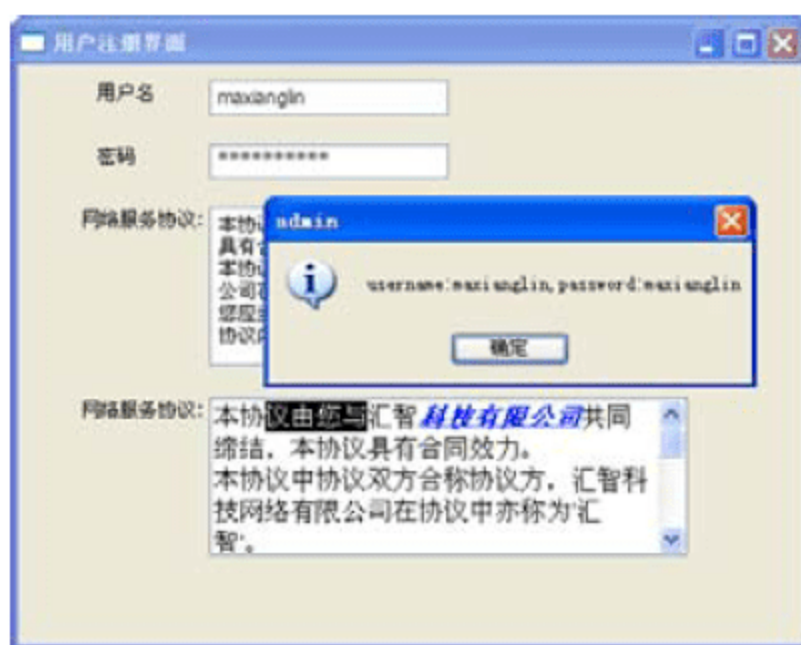 用户注册界面
用户名
maxianglin
密码
**********
网络服务协议:
本协
具有
本协
公司
您应
协议
admin
username:maxianglin,password:maxianglin
确定
网络服务协议:
本协议由您与汇智科技有限公司共同
缔结，本协议具有合同效力。
本协议中协议双方合称协议方，汇智科
技网络有限公司在协议中亦称为'汇
智'。